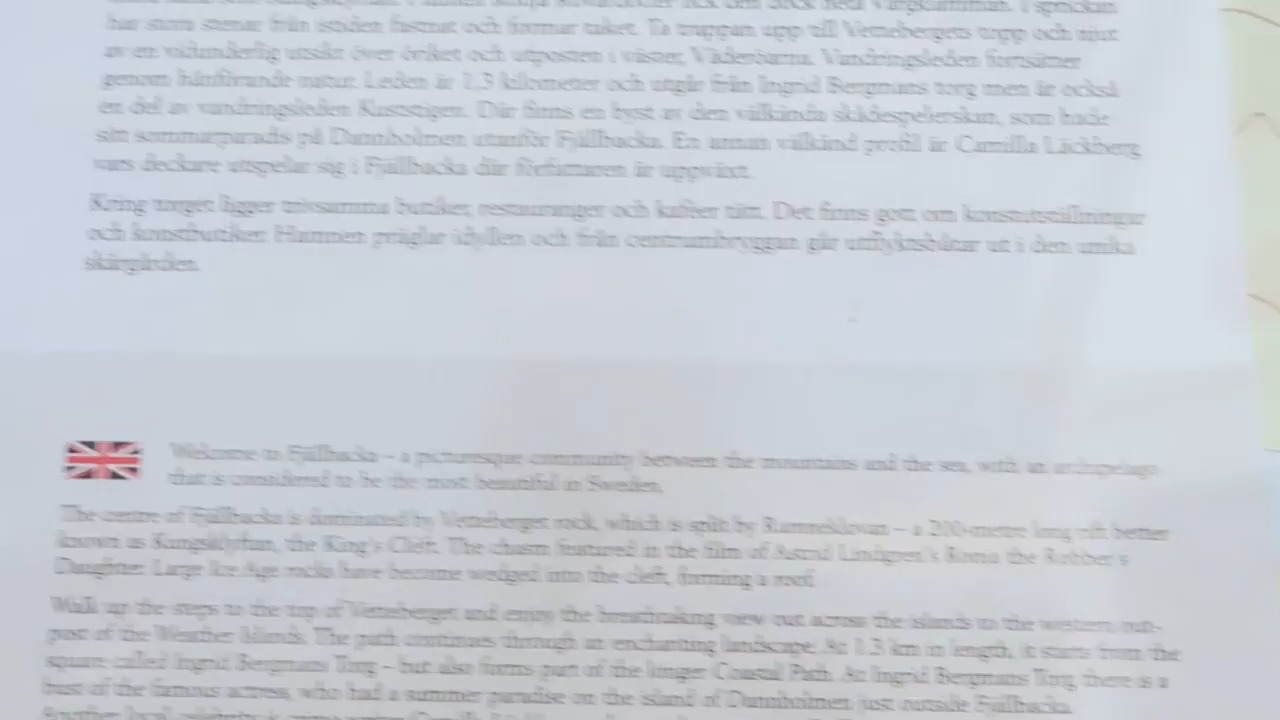 har stora stenar från istiden fastnat och formar taket. Ta trappan upp till Vettebergets topp och njut
av en vidunderlig utsikt över öriket och utposten i väster, Väderöarna. Vandringsleden fortsätter
genom hänförande natur. Leden är 1,3 kilometer och utgår från Ingrid Bergmans torg men är också
en del av vandringsleden Kuststigen. Där finns en byst av den välkända skådespelerskan, som hade
sitt sommarparadis på Dannholmen utanför Fjällbacka. En annan välkänd profil är Camilla Läckberg
vars deckare utspelar sig i Fjällbacka där författaren är uppväxt.
Kring torget ligger trivsamma butiker, restauranger och kaféer tätt. Det finns gott om konstutställningar
och konstbutiker. Hamnen präglar idyllen och från centrumbryggan går utflyktsbåtar ut i den unika
skärgården.
Welcome to Fjällbacka – a picturesque community between the mountains and the sea, with an archipelago
that is considered to be the most beautiful in Sweden.
The centre of Fjällbacka is dominated by Vetteberget rock, which is split by Ramneklovan – a 200-metre long rift better
known as Kungsklyftan, the King's Cleft. The chasm featured in the film of Astrid Lindgren's Ronia the Robber's
Daughter. Large Ice Age rocks have become wedged into the cleft, forming a roof.
Walk up the steps to the top of Vetteberget and enjoy the breathtaking view out across the islands to the western out-
post of the Weather Islands. The path continues through an enchanting landscape. At 1.3 km in length, it starts from the
square called Ingrid Bergmans Torg – but also forms part of the longer Coastal Path. At Ingrid Bergmans Torg there is a
bust of the famous actress, who had a summer paradise on the island of Dannholmen just outside Fjällbacka.